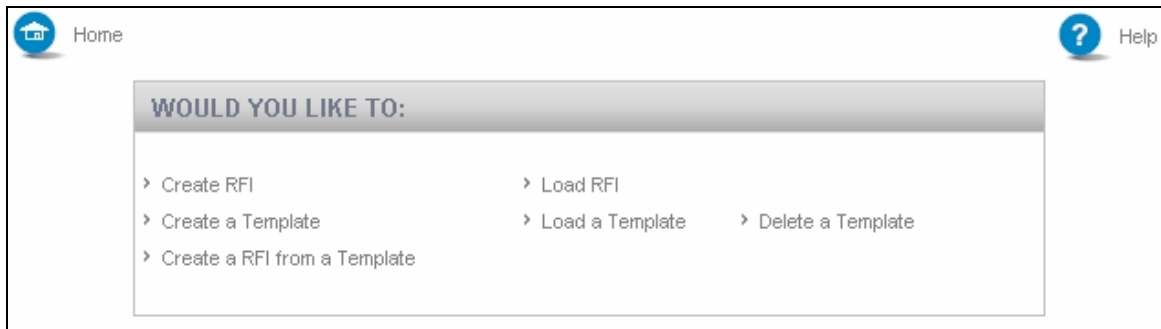 Home
? Help
WOULD YOU LIKE TO:
Create RFI
Load RFI
Create a Template
Load a Template
Delete a Template
Create a RFI from a Template